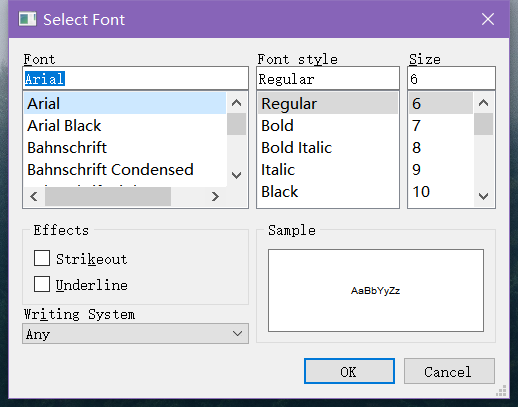 Select Font
Font
Arial
Arial
Arial Black
Bahnschrift
Bahnschrift Condensed
Font style
Regular
Regular
Bold
Bold Italic
Italic
Black
Size
6
6
7
8
9
10
Effects
Strikeout
Underline
Writing System
Any
Sample
AaBbYyZz
OK
Cancel